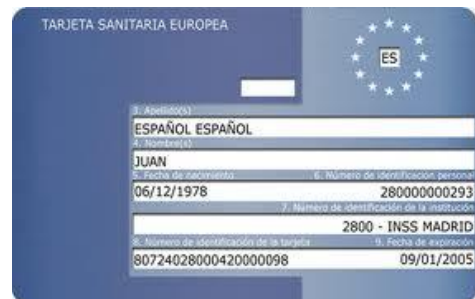 TARJETA SANITARIA EUROPEA
ES
3. Apellido(s)
ESPAÑOL ESPAÑOL
4. Nombre(s)
JUAN
5. Fecha de nacimiento 6. Número de identificación personal
06/12/1978 280000000293
7. Número de identificación de la institución
2800 - INSS MADRID
8. Número de identificación de la tarjeta 9. Fecha de expiración
80724028000420000098 09/01/2005